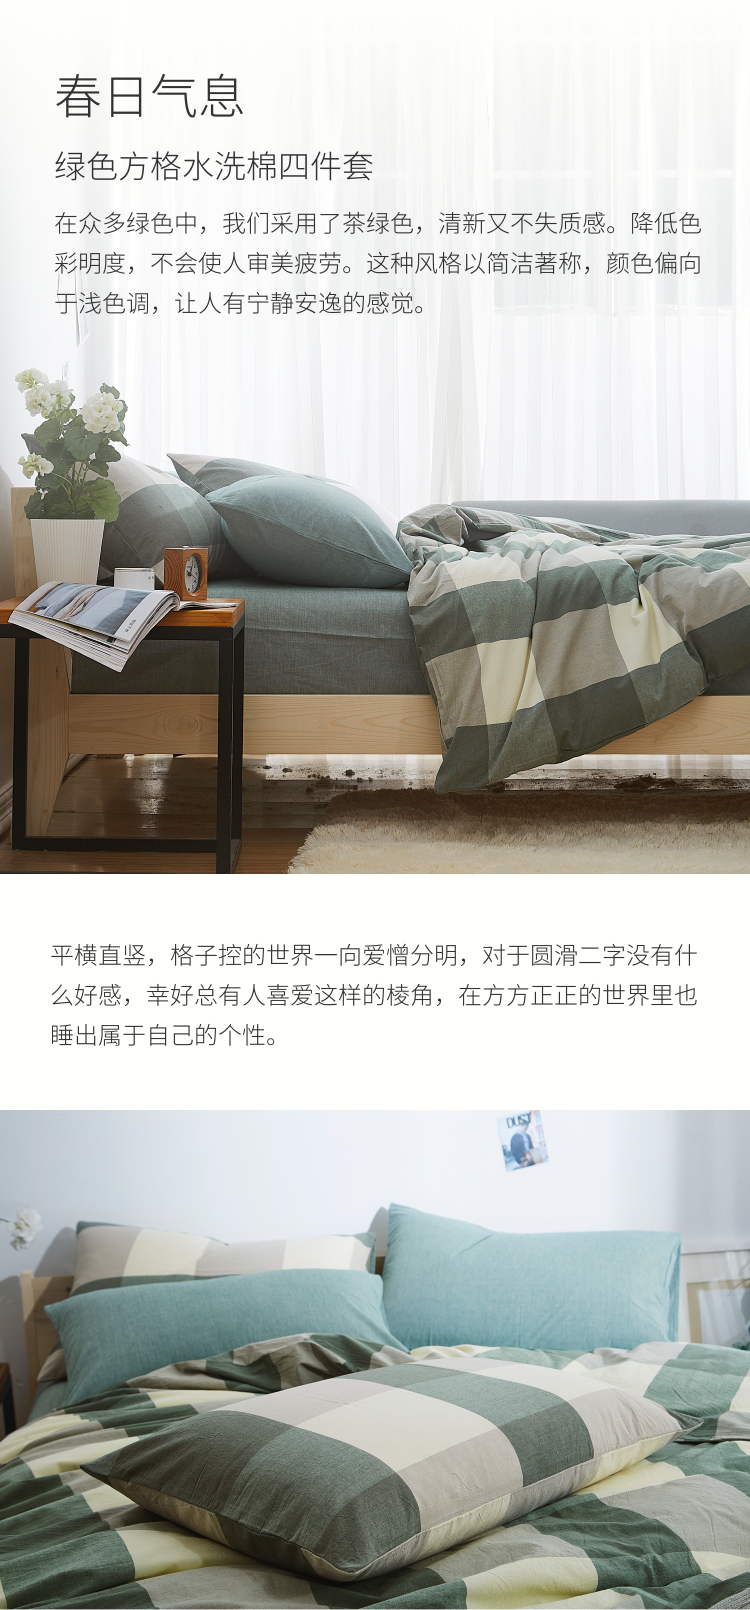 春日气息
绿色方格水洗棉四件套
在众多绿色中，我们采用了茶绿色，清新又不失质感。降低色
彩明度，不会使人审美疲劳。这种风格以简洁著称，颜色偏向
于浅色调，让人有宁静安逸的感觉。
平横直竖，格子控的世界一向爱憎分明，对于圆滑二字没有什
么好感，幸好总有人喜爱这样的棱角，在方方正正的世界里也
睡出属于自己的个性。
DUST